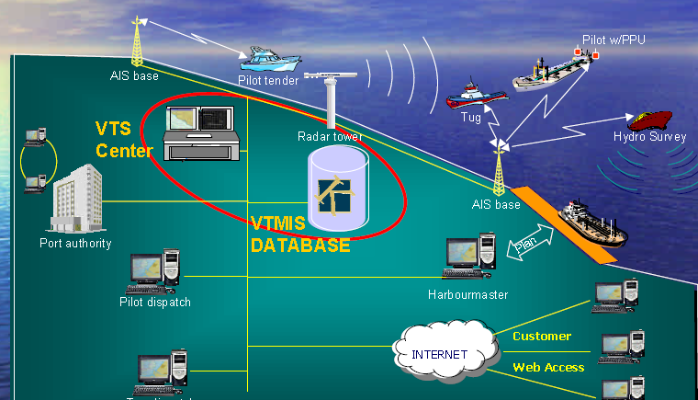 Pilot w/PPU
AIS base
Pilot tender
Tug
VTS
Center
Radar tower
Hydro Survey
AIS base
VTMIS
DATABASE
Port authority
Plan
Pilot dispatch
Harbourmaster
Customer
INTERNET
Web Access